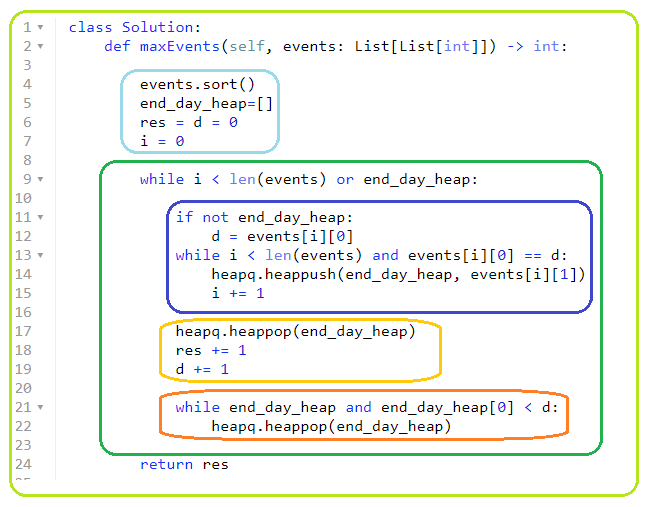 1 class Solution:
2 def maxEvents(self, events: List[List[int]]) -> int:
3
4 events.sort()
5 end_day_heap=[]
6 res = d = 0
7 i = 0
8
9 while i < len(events) or end_day_heap:
10
11 if not end_day_heap:
12 d = events[i][0]
13 while i < len(events) and events[i][0] == d:
14 heapq.heappush(end_day_heap, events[i][1])
15 i += 1
16
17 heapq.heappop(end_day_heap)
18 res += 1
19 d += 1
20
21 while end_day_heap and end_day_heap[0] < d:
22 heapq.heappop(end_day_heap)
23
24 return res